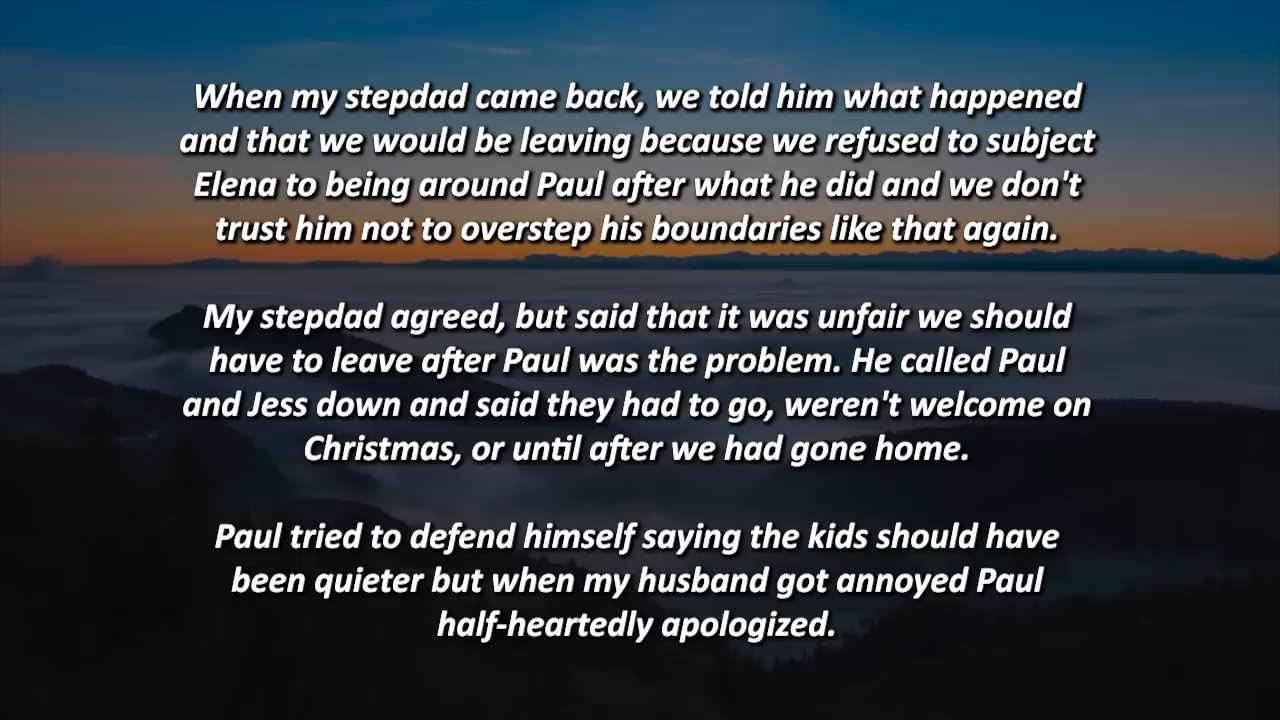 When my stepdad came back, we told him what happened
and that we would be leaving because we refused to subject
Elena to being around Paul after what he did and we don't
trust him not to overstep his boundaries like that again.
My stepdad agreed, but said that it was unfair we should
have to leave after Paul was the problem. He called Paul
and Jess down and said they had to go, weren't welcome on
Christmas, or until after we had gone home.
Paul tried to defend himself saying the kids should have
been quieter but when my husband got annoyed Paul
half-heartedly apologized.